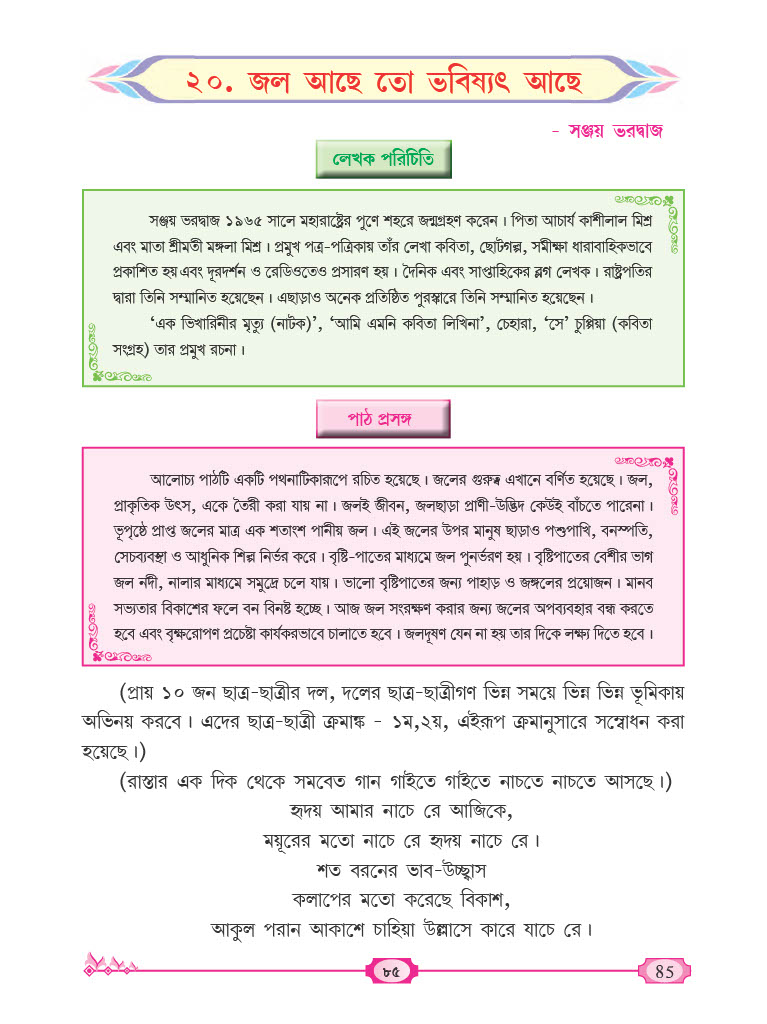 ২০. জল আছে তো ভবিষ্যৎ আছে
- সঞ্জয় ভরদ্বাজ
লেখক পরিচিতি
সঞ্জয় ভরদ্বাজ ১৯৬৫ সালে মহারাষ্ট্রের পুণে শহরে জন্মগ্রহণ করেন। পিতা আচার্য কাশীলাল মিশ্র
এবং মাতা শ্রীমতী মঙ্গলা মিশ্র। প্রমুখ পত্র-পত্রিকায় তাঁর লেখা কবিতা, ছোটগল্প, সমীক্ষা ধারাবাহিকভাবে
প্রকাশিত হয় এবং দূরদর্শন ও রেডিওতেও প্রসারণ হয়। দৈনিক এবং সাপ্তাহিকের ব্লগ লেখক। রাষ্ট্রপতির
দ্বারা তিনি সম্মানিত হয়েছেন। এছাড়াও অনেক প্রতিষ্ঠিত পুরস্কারে তিনি সম্মানিত হয়েছেন।
‘এক ভিখারিনীর মৃত্যু (নাটক)’, ‘আমি এমনি কবিতা লিখিনা’, চেহারা, ‘সে’ চুপ্পিয়া (কবিতা
সংগ্রহ) তার প্রমুখ রচনা।
পাঠ প্রসঙ্গ
আলোচ্য পাঠটি একটি পথনাটিকারূপে রচিত হয়েছে। জলের গুরুত্ব এখানে বর্ণিত হয়েছে। জল,
প্রাকৃতিক উৎস, একে তৈরী করা যায় না। জলই জীবন, জলছাড়া প্রাণী-উদ্ভিদ কেউই বাঁচতে পারেনা।
ভূপৃষ্ঠে প্রাপ্ত জলের মাত্র এক শতাংশ পানীয় জল। এই জলের উপর মানুষ ছাড়াও পশুপাখি, বনস্পতি,
সেচব্যবস্থা ও আধুনিক শিল্প নির্ভর করে। বৃষ্টি-পাতের মাধ্যমে জল পুনর্ভরণ হয়। বৃষ্টিপাতের বেশীর ভাগ
জল নদী, নালার মাধ্যমে সমুদ্রে চলে যায়। ভালো বৃষ্টিপাতের জন্য পাহাড় ও জঙ্গলের প্রয়োজন। মানব
সভ্যতার বিকাশের ফলে বন বিনষ্ট হচ্ছে। আজ জল সংরক্ষণ করার জন্য জলের অপব্যবহার বন্ধ করতে
হবে এবং বৃক্ষরোপণ প্রচেষ্টা কার্যকরভাবে চালাতে হবে। জলদূষণ যেন না হয় তার দিকে লক্ষ্য দিতে হবে।
(প্রায় ১০ জন ছাত্র-ছাত্রীর দল, দলের ছাত্র-ছাত্রীগণ ভিন্ন সময়ে ভিন্ন ভিন্ন ভূমিকায়
অভিনয় করবে। এদের ছাত্র-ছাত্রী ক্রমাঙ্ক - ১ম,২য়, এইরূপ ক্রমানুসারে সম্বোধন করা
হয়েছে।)
(রাস্তার এক দিক থেকে সমবেত গান গাইতে গাইতে নাচতে নাচতে আসছে।)
হৃদয় আমার নাচে রে আজিকে,
ময়ূরের মতো নাচে রে হৃদয় নাচে রে।
শত বরনের ভাব-উচ্ছ্বাস
কলাপের মতো করেছে বিকাশ,
আকুল পরান আকাশে চাহিয়া উল্লাসে কারে যাচে রে।
৮৫
85